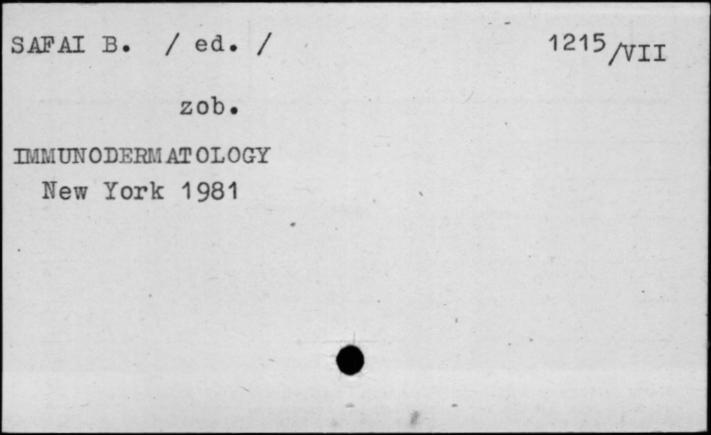 SAFAI B. / ed. / 1215/VII
zob.
IMMUNODERMATOLOGY
New York 1981